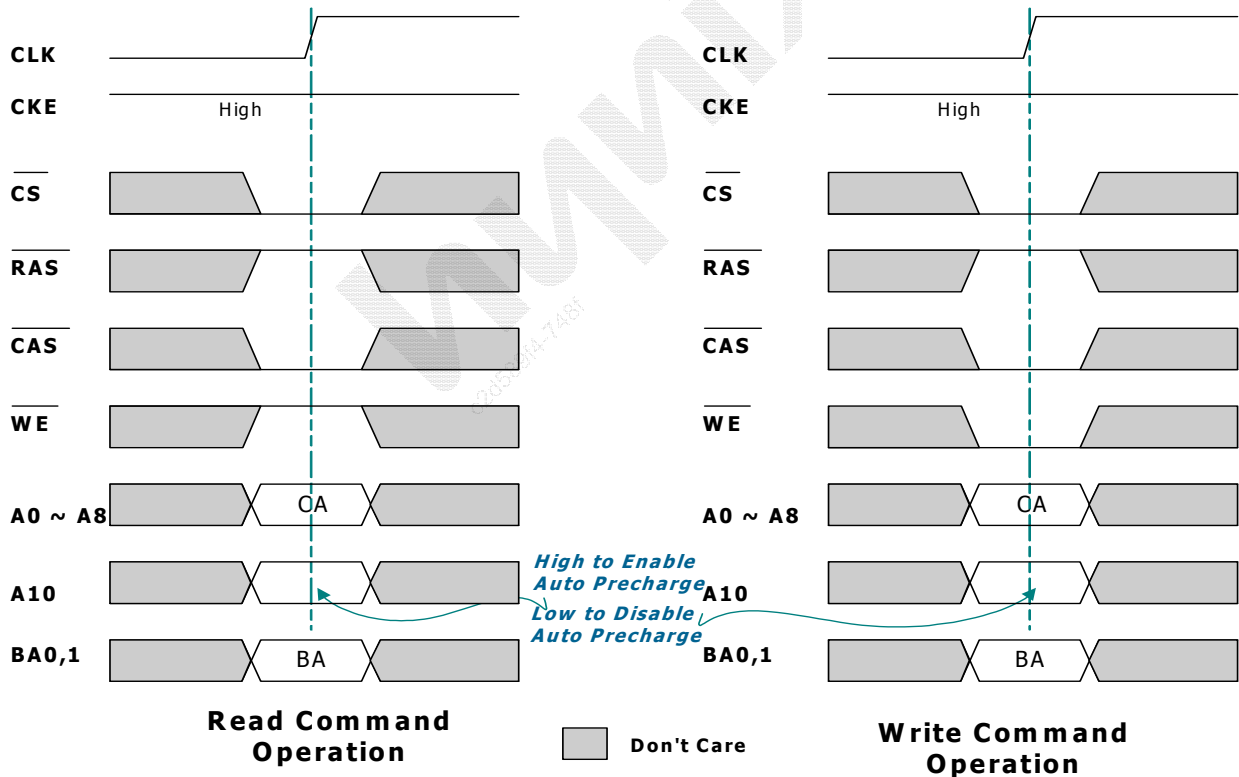 CLK
CKE
High
CS
RAS
CAS
WE
A0 ~ A8
CA
A10
BA0,1
BA
Read Command
Operation
High to Enable
Auto Precharge
Low to Disable
Auto Precharge
Don't Care
CLK
CKE
High
CS
RAS
CAS
WE
A0 ~ A8
CA
A10
BA0,1
BA
Write Command
Operation